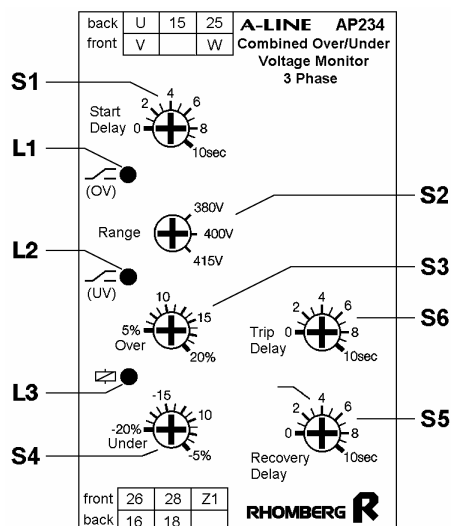 back U 15 25
front V W
A-LINE AP234
Combined Over/Under
Voltage Monitor
3 Phase
S1
Start
Delay
0 2 4 6 8 10sec
L1
(OV)
S2
Range
380V
400V
415V
L2
(UV)
S3
5% 10 15 20%
Over
S6
Trip
Delay
0 2 4 6 8 10sec
L3
S4
-20% -15 10 -5%
Under
S5
Recovery
Delay
0 2 4 6 8 10sec
front 26 28 Z1
back 16 18
RHOMBERG R